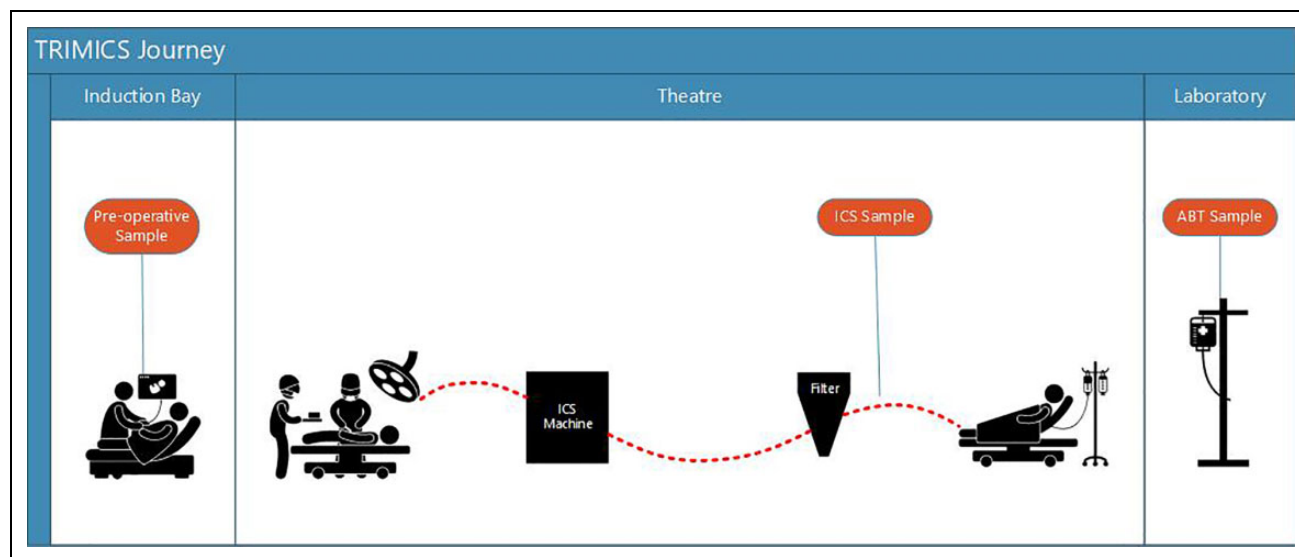 TRIMICS Journey
Induction Bay
Theatre
Laboratory
Pre-operative
Sample
ICS Sample
ABT Sample
ICS
Machine
Filter